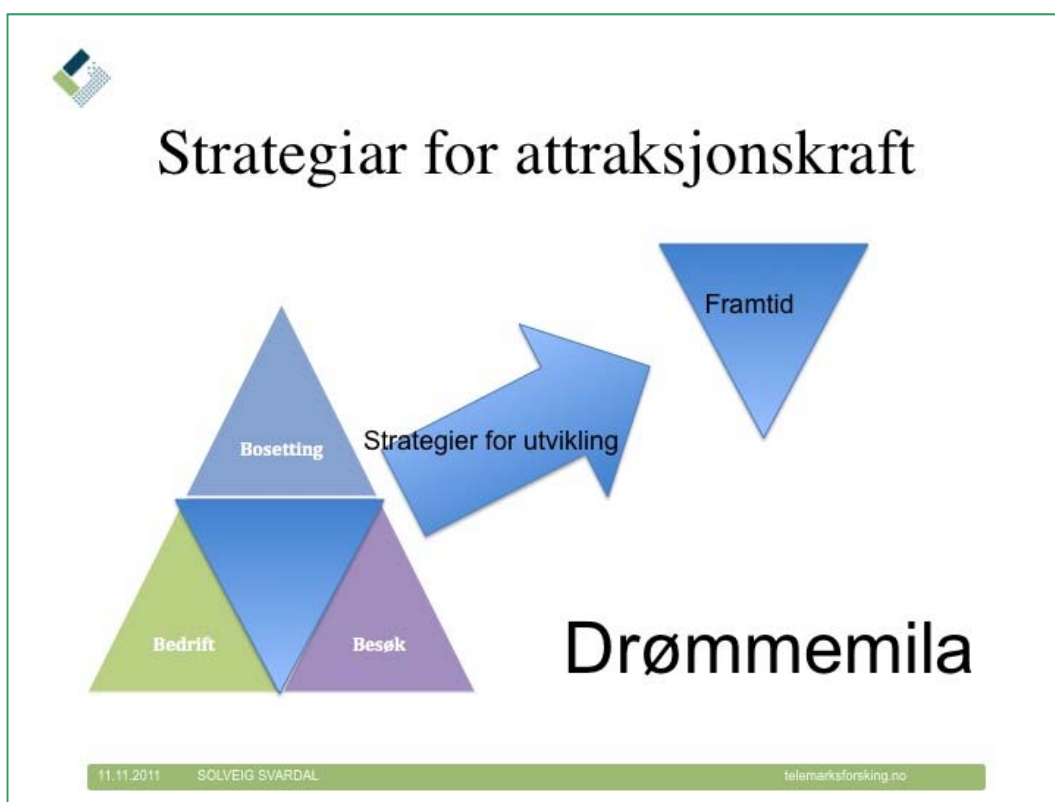 Strategiar for attraksjonskraft
Framtid
Strategier for utvikling
Bosetting
Bedrift
Besøk
Drømmemila
11.11.2011 SOLVEIG SVARDAL telemarksforsking.no